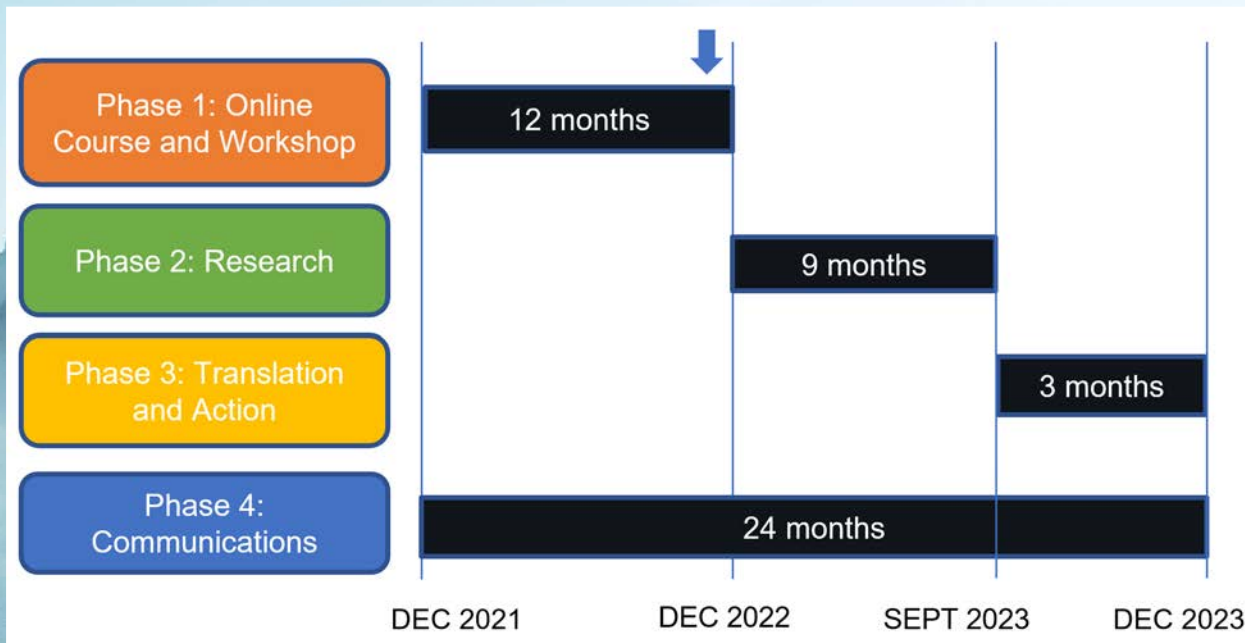 Phase 1: Online
Course and Workshop
12 months
Phase 2: Research
9 months
Phase 3: Translation
and Action
3 months
Phase 4:
Communications
24 months
DEC 2021
DEC 2022
SEPT 2023
DEC 2023